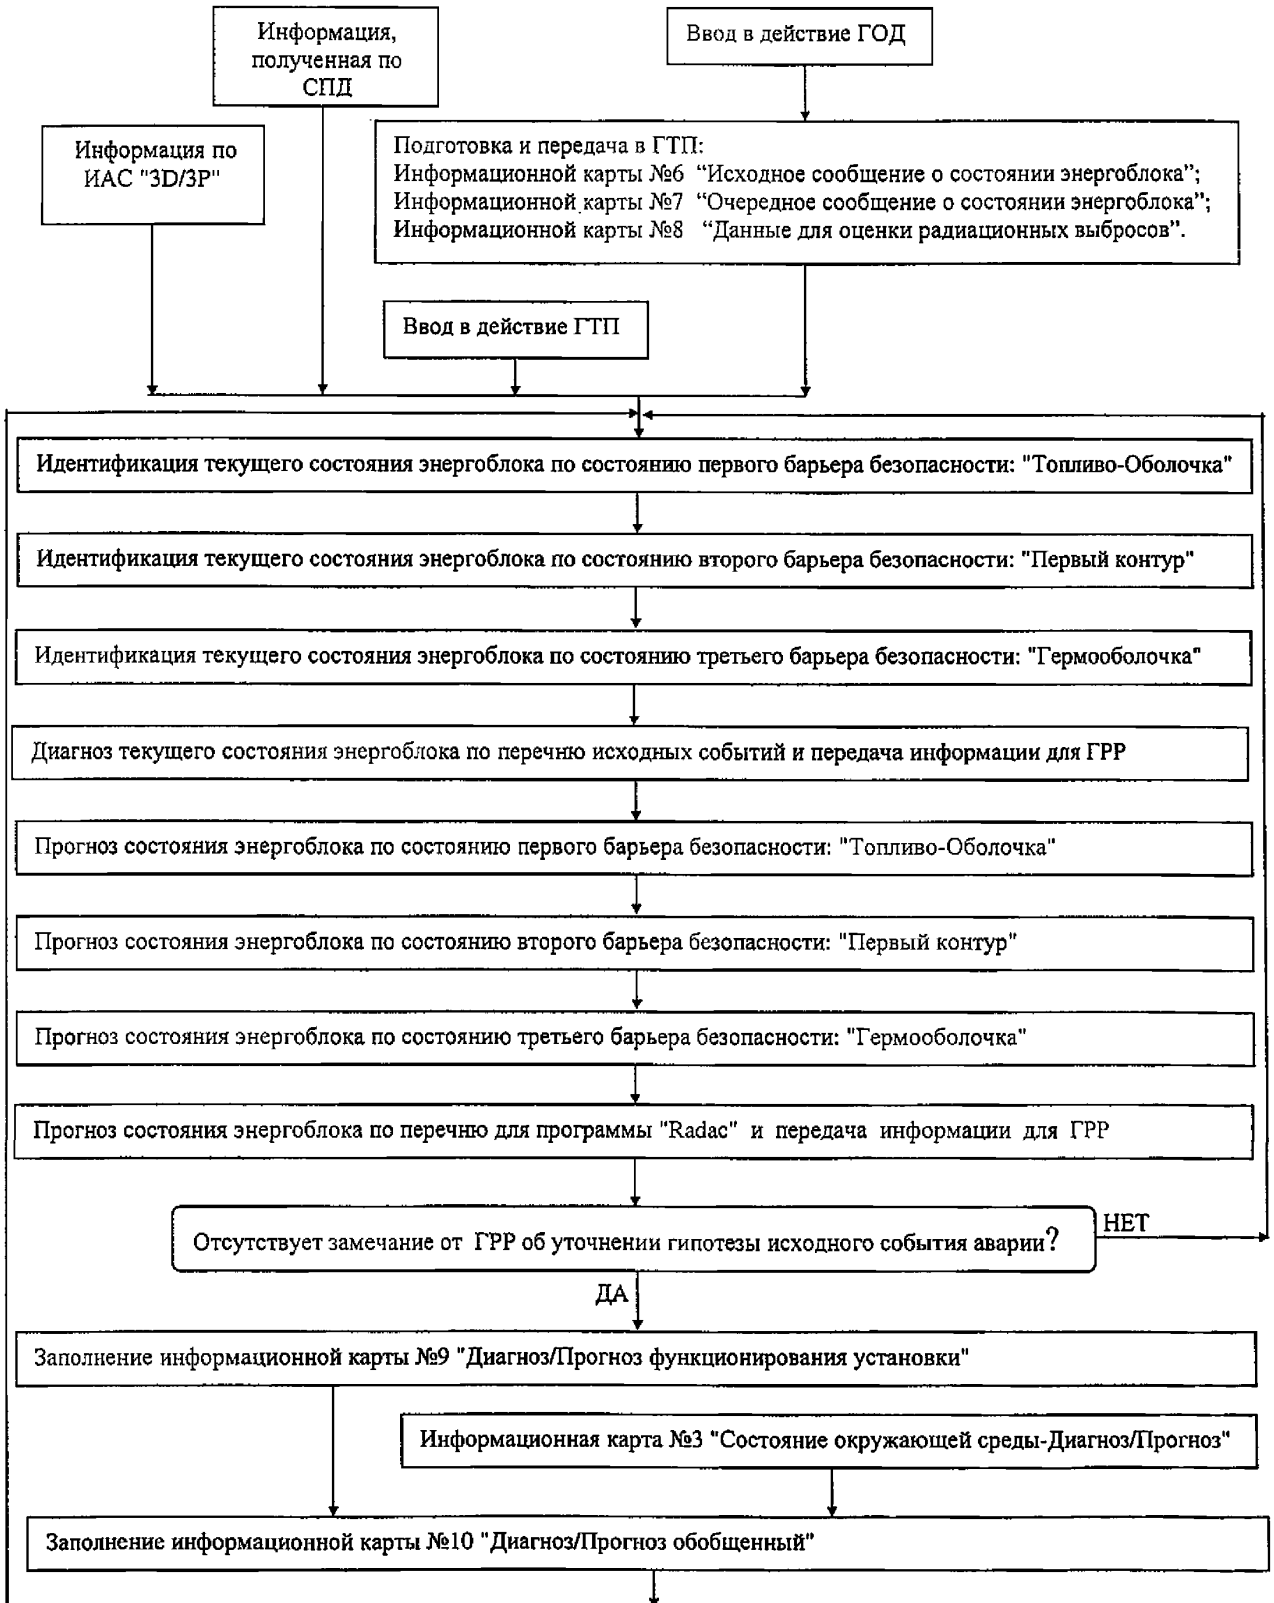 Информация,
полученная по
СПД
Ввод в действие ГОД
Информация по
ИАС "3D/3P"
Подготовка и передача в ГТП:
Информационной карты №6 “Исходное сообщение о состоянии энергоблока”;
Информационной карты №7 “Очередное сообщение о состоянии энергоблока”;
Информационной карты №8 “Данные для оценки радиационных выбросов”.
Ввод в действие ГТП
Идентификация текущего состояния энергоблока по состоянию первого барьера безопасности: "Топливо-Оболочка"
Идентификация текущего состояния энергоблока по состоянию второго барьера безопасности: "Первый контур"
Идентификация текущего состояния энергоблока по состоянию третьего барьера безопасности: "Гермооболочка"
Диагноз текущего состояния энергоблока по перечню исходных событий и передача информации для ГРР
Прогноз состояния энергоблока по состоянию первого барьера безопасности: "Топливо-Оболочка"
Прогноз состояния энергоблока по состоянию второго барьера безопасности: "Первый контур"
Прогноз состояния энергоблока по состоянию третьего барьера безопасности: "Гермооболочка"
Прогноз состояния энергоблока по перечню для программы "Radac" и передача информации для ГРР
Отсутствует замечание от ГРР об уточнении гипотезы исходного события аварии?
НЕТ
ДА
Заполнение информационной карты №9 "Диагноз/Прогноз функционирования установки"
Информационная карта №3 "Состояние окружающей среды-Диагноз/Прогноз"
Заполнение информационной карты №10 "Диагноз/Прогноз обобщенный"